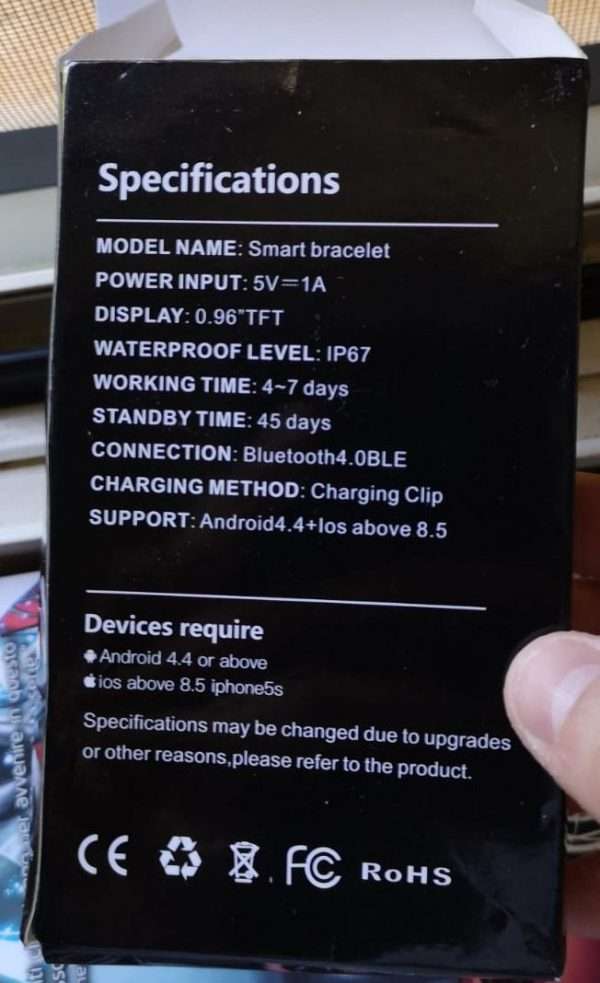 Specifications
MODEL NAME: Smart bracelet
POWER INPUT: 5V⎓1A
DISPLAY: 0.96"TFT
WATERPROOF LEVEL: IP67
WORKING TIME: 4~7 days
STANDBY TIME: 45 days
CONNECTION: Bluetooth4.0BLE
CHARGING METHOD: Charging Clip
SUPPORT: Android4.4+Ios above 8.5
Devices require
Android 4.4 or above
ios above 8.5 iphone5s
Specifications may be changed due to upgrades
or other reasons,please refer to the product.
CE FC RoHS
avvenire in questo